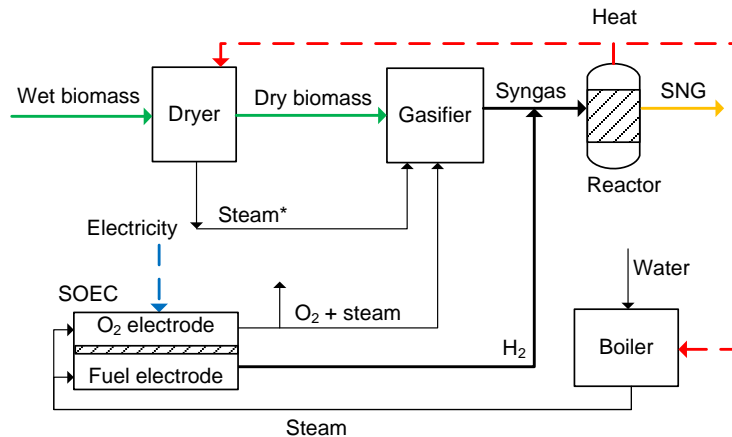 Heat
Wet biomass
Dryer
Dry biomass
Gasifier
Syngas
SNG
Reactor
Steam*
Electricity
Water
SOEC
O₂ electrode
O₂ + steam
Fuel electrode
H₂
Boiler
Steam